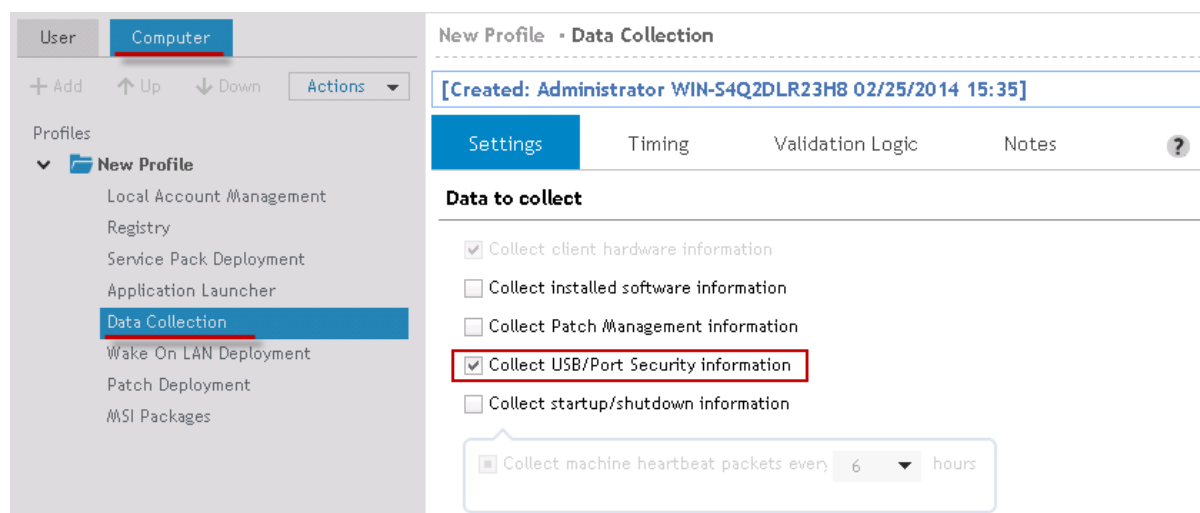 User
Computer
Add
Up
Down
Actions
Profiles
New Profile
Local Account Management
Registry
Service Pack Deployment
Application Launcher
Data Collection
Wake On LAN Deployment
Patch Deployment
MSI Packages
New Profile • Data Collection
[Created: Administrator WIN-S4Q2DLR23H8 02/25/2014 15:35]
Settings
Timing
Validation Logic
Notes
?
Data to collect
Collect client hardware information
Collect installed software information
Collect Patch Management information
Collect USB/Port Security information
Collect startup/shutdown information
Collect machine heartbeat packets every 6 hours